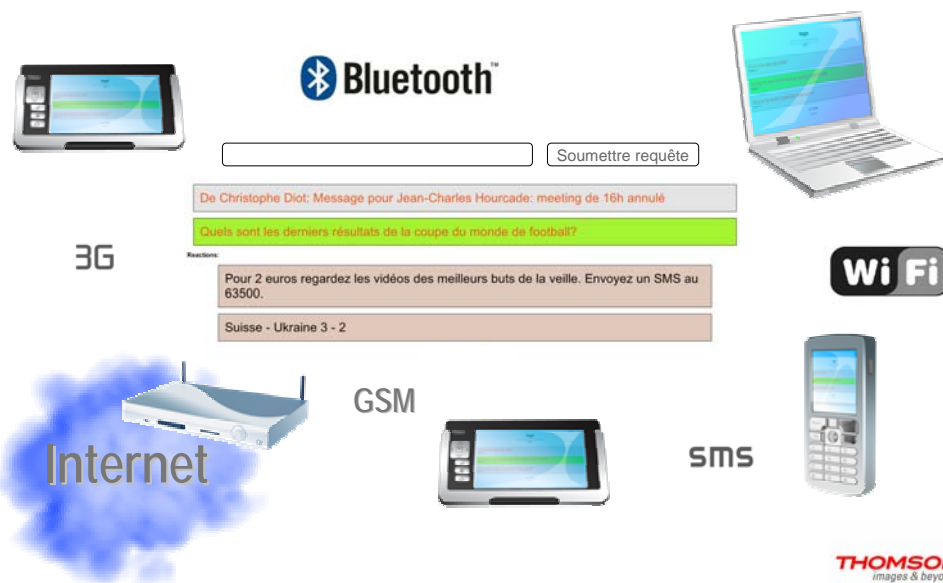 Bluetooth™
Soumettre requête
De Christophe Diot: Message pour Jean-Charles Hourcade: meeting de 16h annulé
Quels sont les derniers résultats de la coupe du monde de football?
3G
Reactions:
Wi Fi
Pour 2 euros regardez les vidéos des meilleurs buts de la veille. Envoyez un SMS au
63500.
Suisse - Ukraine 3 - 2
GSM
Internet
SMS
THOMSO
images & beyo